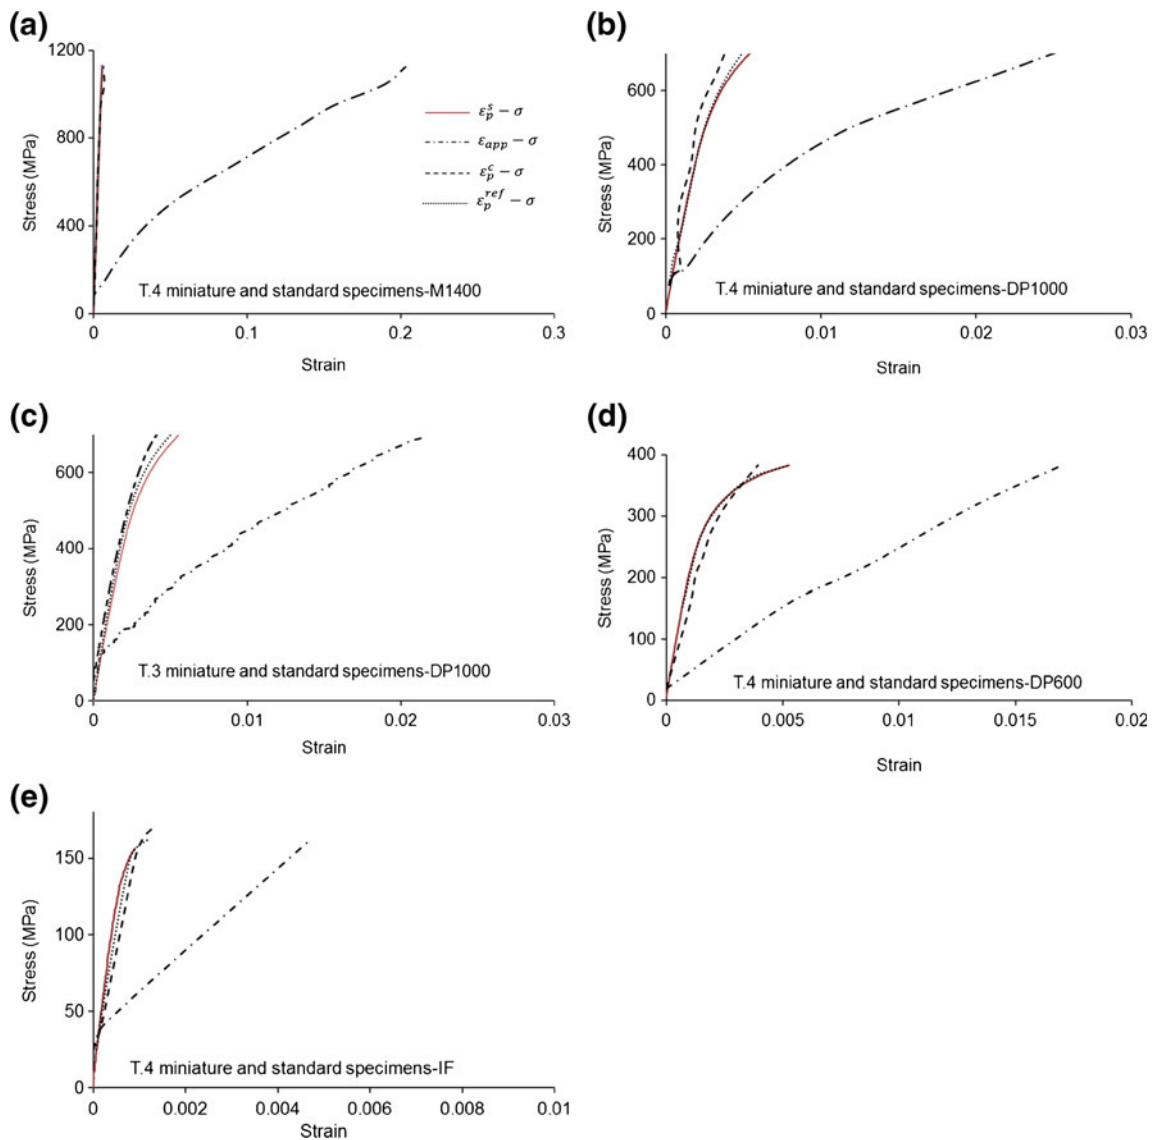 (a)
1200
800
400
0
Stress (MPa)
ε_p^s − σ
ε_app − σ
ε_p^c − σ
ε_p^ref − σ
T.4 miniature and standard specimens-M1400
0 0.1 0.2 0.3
Strain
(b)
600
400
200
0
Stress (MPa)
T.4 miniature and standard specimens-DP1000
0 0.01 0.02 0.03
Strain
(c)
600
400
200
0
Stress (MPa)
T.3 miniature and standard specimens-DP1000
0 0.01 0.02 0.03
Strain
(d)
400
300
200
100
0
Stress (MPa)
T.4 miniature and standard specimens-DP600
0 0.005 0.01 0.015 0.02
Strain
(e)
150
100
50
0
Stress (MPa)
T.4 miniature and standard specimens-IF
0 0.002 0.004 0.006 0.008 0.01
Strain